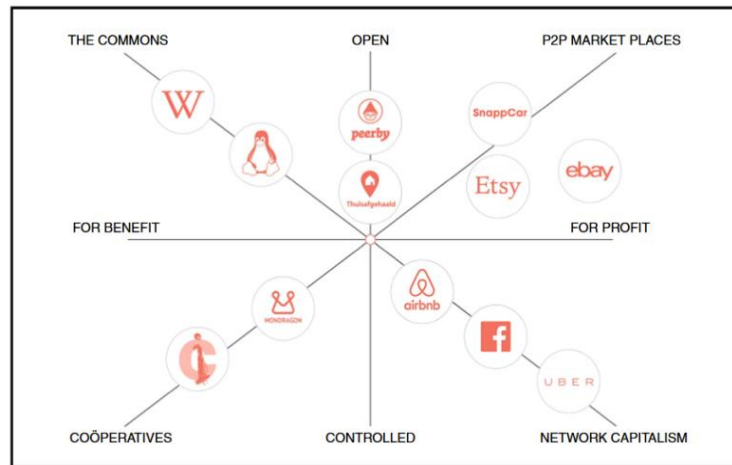 THE COMMONS
OPEN
P2P MARKET PLACES
W
peerby
SnappCar
Thuisafgehaald
Etsy
ebay
FOR BENEFIT
FOR PROFIT
MONDRAGON
airbnb
C
f
UBER
COÖPERATIVES
CONTROLLED
NETWORK CAPITALISM